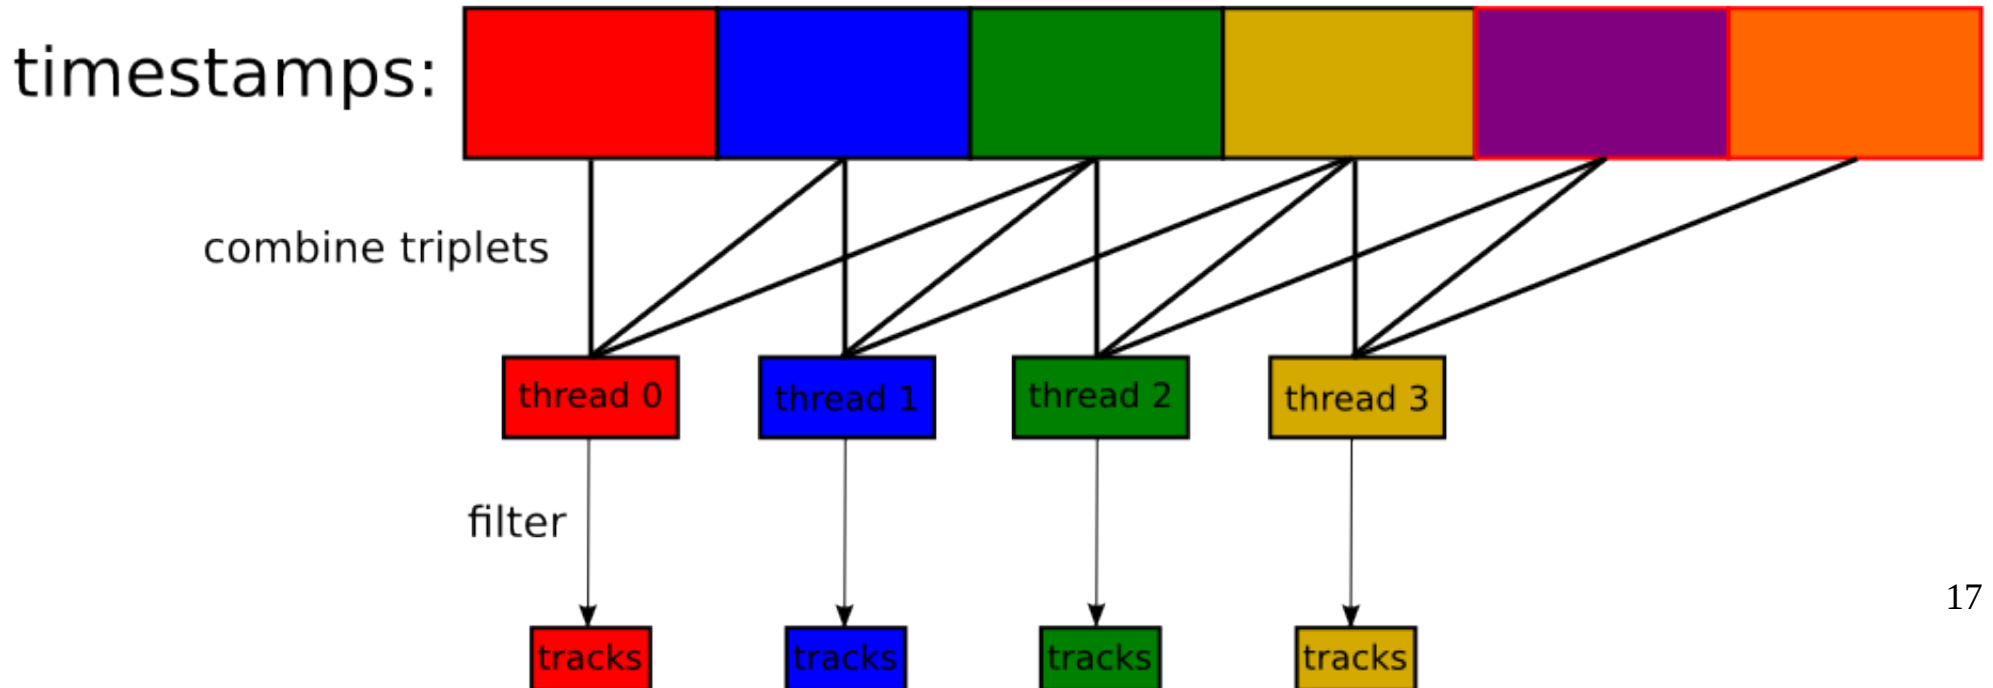 timestamps:
combine triplets
thread 0
thread 1
thread 2
thread 3
filter
17
tracks
tracks
tracks
tracks